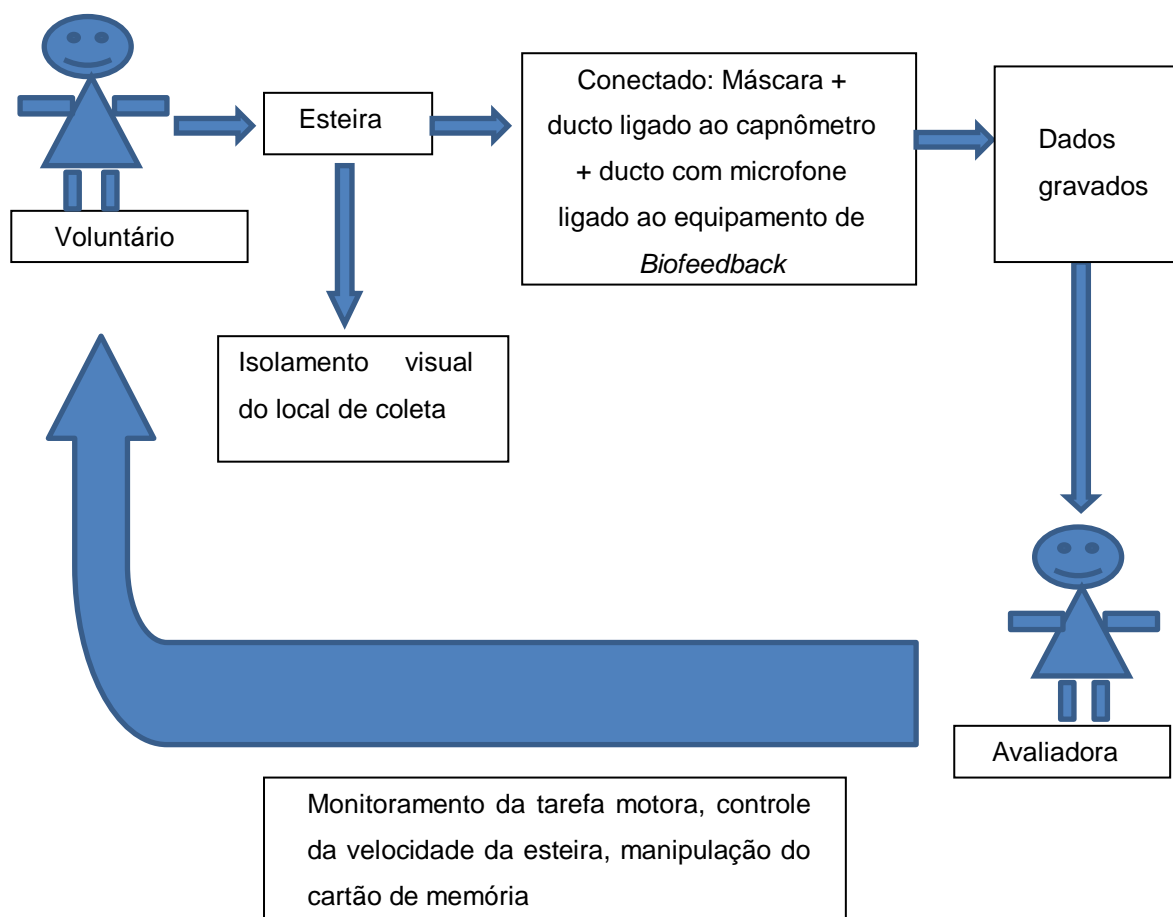 Voluntário
Esteira
Conectado: Máscara +
ducto ligado ao capnômetro
+ ducto com microfone
ligado ao equipamento de
Biofeedback
Dados
gravados
Isolamento visual
do local de coleta
Avaliadora
Monitoramento da tarefa motora, controle
da velocidade da esteira, manipulação do
cartão de memória